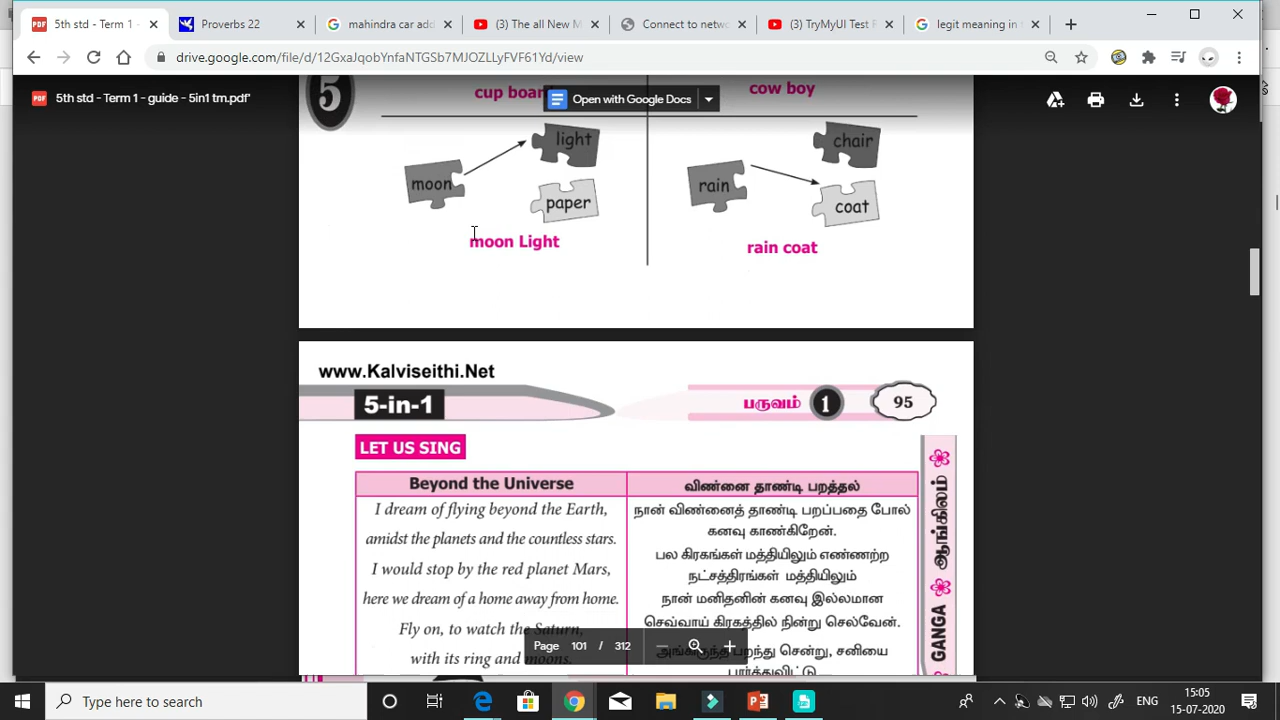 5th std - Term 1 -
Proverbs 22
mahindra car add
(3) The all New M
Connect to netw
(3) TryMyUI Test R
legit meaning in
drive.google.com/file/d/12GxaJqobYnfaNTGSb7MJOZLLyFVF61Yd/view
5th std - Term 1 - guide - 5in1 tm.pdf'
Open with Google Docs
5
cup boar
cow boy
light
chair
moon
rain
paper
coat
moon Light
rain coat
www.Kalviseithi.Net
5-in-1
பருவம் 1
95
LET US SING
Beyond the Universe
விண்னை தாண்டி பறத்தல்
I dream of flying beyond the Earth,
amidst the planets and the countless stars.
I would stop by the red planet Mars,
here we dream of a home away from home.
Fly on, to watch the Saturn,
with its ring and moons.
நான் விண்னைத் தாண்டி பறப்பதை போல்
கனவு காண்கிறேன்.
பல கிரகங்கள் மத்தியிலும் எண்ணற்ற
நட்சத்திரங்கள் மத்தியிலும்
நான் மனிதனின் கனவு இல்லமான
செவ்வாய் கிரகத்தில் நின்று செல்வேன்.
பறந்து சென்று, சனியை
பார்த்துவிட்டு
GANGA ஆங்கிலம்
Page 101 / 312
Type here to search
ENG
15:05
15-07-2020